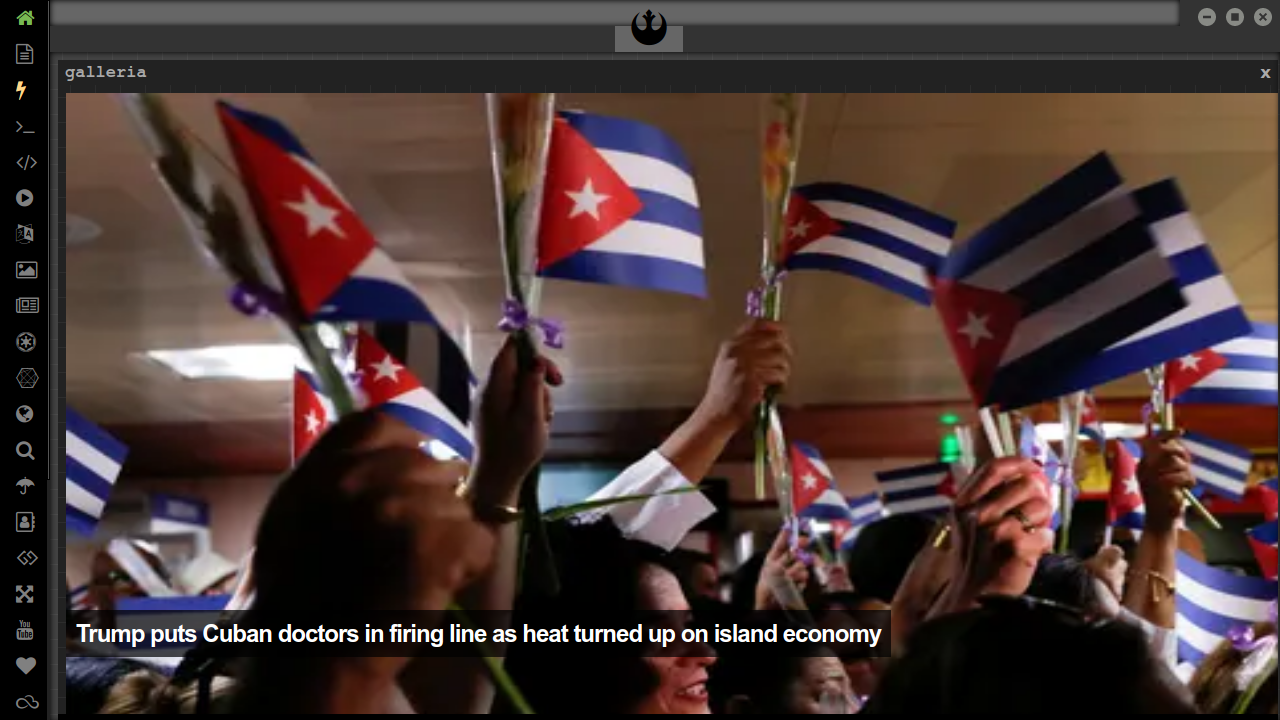 galleria
x
Trump puts Cuban doctors in firing line as heat turned up on island economy